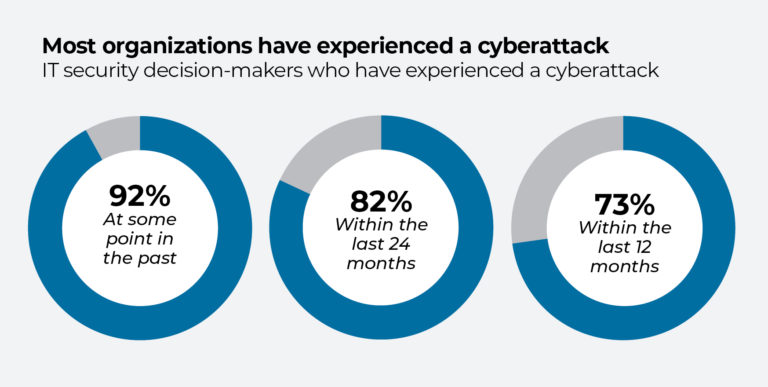 Most organizations have experienced a cyberattack
IT security decision-makers who have experienced a cyberattack
92%
At some
point in
the past
82%
Within the
last 24
months
73%
Within the
last 12
months